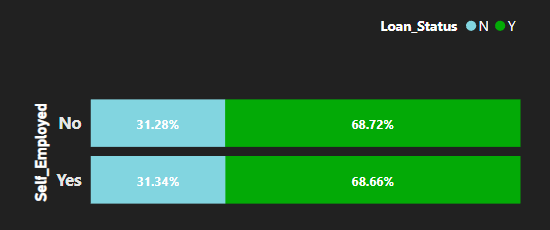 Loan_Status N Y
Self_Employed
No 31.28% 68.72%
Yes 31.34% 68.66%